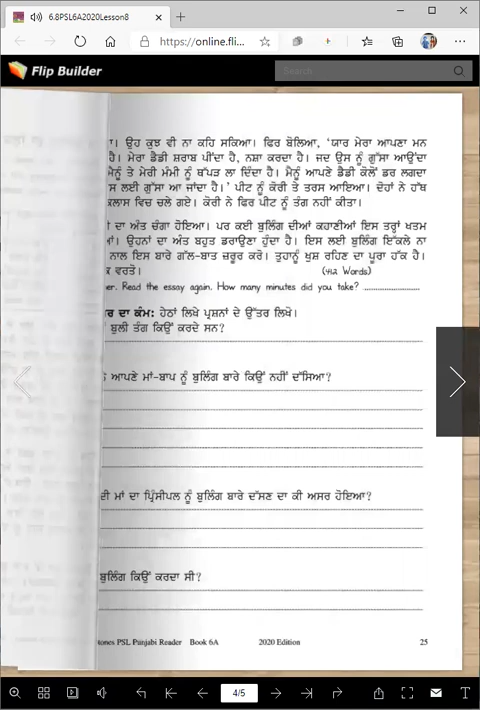 6.8PSL6A2020Lesson8
https://online.fli...
Flip Builder
Search
ਾ। ਉਹ ਕੁਝ ਵੀ ਨਾ ਕਹਿ ਸਕਿਆ। ਫਿਰ ਬੋਲਿਆ, 'ਯਾਰ ਮੇਰਾ ਆਪਣਾ ਮਨ
ਹੈ। ਮੇਰਾ ਡੈਡੀ ਸ਼ਰਾਬ ਪੀਂਦਾ ਹੈ, ਨਸ਼ਾ ਕਰਦਾ ਹੈ। ਜਦ ਉਸ ਨੂੰ ਗੁੱਸਾ ਆਉਂਦਾ
ਮੈਨੂੰ ਤੇ ਮੇਰੀ ਮੰਮੀ ਨੂੰ ਥੱਪੜ ਲਾ ਦਿੰਦਾ ਹੈ। ਮੈਨੂੰ ਆਪਣੇ ਡੈਡੀ ਕੋਲੋਂ ਡਰ ਲਗਦਾ
ਸ ਲਈ ਗੁੱਸਾ ਆ ਜਾਂਦਾ ਹੈ।' ਪੀਟ ਨੂੰ ਕੋਰੀ ਤੇ ਤਰਸ ਆਇਆ। ਦੋਹਾਂ ਨੇ ਹੱਥ
ਕਲਾਸ ਵਿਚ ਚਲੇ ਗਏ। ਕੋਰੀ ਨੇ ਫਿਰ ਪੀਟ ਨੂੰ ਤੰਗ ਨਹੀਂ ਕੀਤਾ।
ੀ ਦਾ ਅੰਤ ਚੰਗਾ ਹੋਇਆ। ਪਰ ਕਈ ਬੁਲਿੰਗ ਦੀਆਂ ਕਹਾਣੀਆਂ ਇਸ ਤਰ੍ਹਾਂ ਖਤਮ
ਆਂ। ਉਹਨਾਂ ਦਾ ਅੰਤ ਬਹੁਤ ਡਰਾਉਣਾ ਹੁੰਦਾ ਹੈ। ਇਸ ਲਈ ਬੁਲਿੰਗ ਇੱਕਲੇ ਨਾ
ਨਾਲ ਇਸ ਬਾਰੇ ਗੱਲ-ਬਾਤ ਜ਼ਰੂਰ ਕਰੋ। ਤੁਹਾਨੂੰ ਖੁਸ਼ ਰਹਿਣ ਦਾ ਪੂਰਾ ਹੱਕ ਹੈ।
ਕ ਵਰਤੋ। Words)
er. Read the essay again. How many minutes did you take?
ਰ ਦਾ ਕੰਮ: ਹੇਠਾਂ ਲਿਖੇ ਪ੍ਰਸ਼ਨਾਂ ਦੇ ਉੱਤਰ ਲਿਖੋ।
ਬੁਲੀ ਤੰਗ ਕਿਉਂ ਕਰਦੇ ਸਨ?
ਨੇ ਆਪਣੇ ਮਾਂ-ਬਾਪ ਨੂੰ ਬੁਲਿੰਗ ਬਾਰੇ ਕਿਉਂ ਨਹੀਂ ਦੱਸਿਆ?
ਦੀ ਮਾਂ ਦਾ ਪ੍ਰਿੰਸੀਪਲ ਨੂੰ ਬੁਲਿੰਗ ਬਾਰੇ ਦੱਸਣ ਦਾ ਕੀ ਅਸਰ ਹੋਇਆ?
ਬੁਲਿੰਗ ਕਿਉਂ ਕਰਦਾ ਸੀ?
tones PSL Punjabi Reader Book 6A 2020 Edition 25
4/5